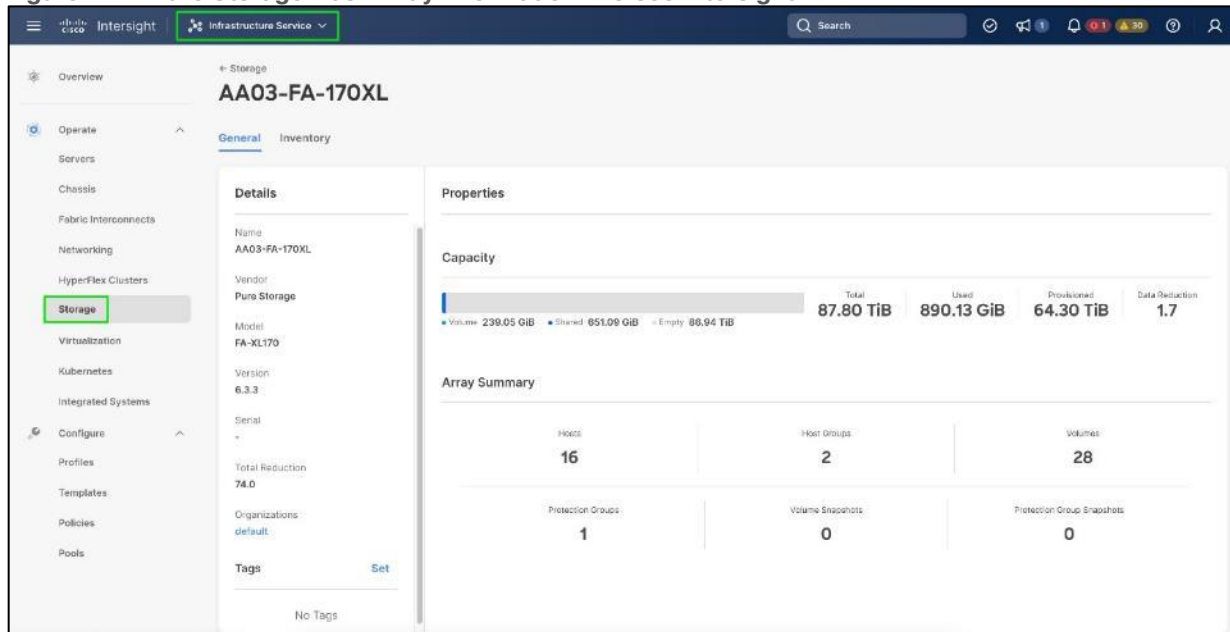 cisco Intersight
Infrastructure Service
Search
1
1
30
Overview
Operate
Servers
Chassis
Fabric Interconnects
Networking
HyperFlex Clusters
Storage
Virtualization
Kubernetes
Integrated Systems
Configure
Profiles
Templates
Policies
Pools
← Storage
AA03-FA-170XL
General Inventory
Details
Name
AA03-FA-170XL
Vendor
Pure Storage
Model
FA-XL170
Version
6.3.3
Serial
-
Total Reduction
74.0
Organizations
default
Tags Set
No Tags
Properties
Capacity
Volume 239.05 GiB Shared 651.09 GiB Empty 86.94 TiB
Total
87.80 TiB
Used
890.13 GiB
Provisioned
64.30 TiB
Data Reduction
1.7
Array Summary
Hosts
16
Host Groups
2
Volumes
28
Protection Groups
1
Volume Snapshots
0
Protection Group Snapshots
0